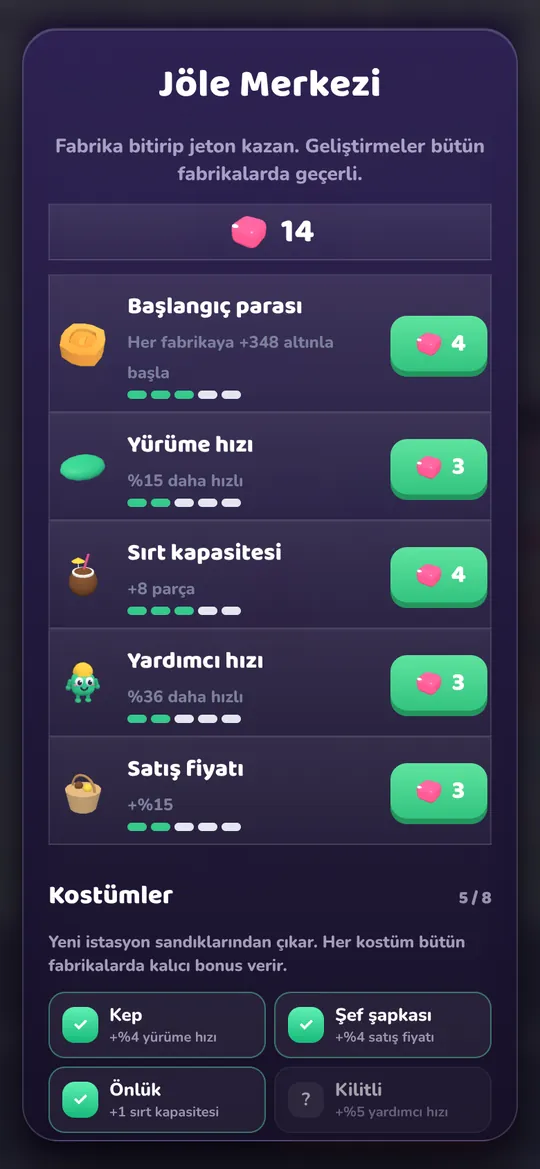 Jöle Merkezi
Fabrika bitirip jeton kazan. Geliştirmeler bütün
fabrikalarda geçerli.
14
Başlangıç parası
Her fabrikaya +348 altınla
başla
4
Yürüme hızı
%15 daha hızlı
3
Sırt kapasitesi
+8 parça
4
Yardımcı hızı
%36 daha hızlı
3
Satış fiyatı
+%15
3
Kostümler
5 / 8
Yeni istasyon sandıklarından çıkar. Her kostüm bütün
fabrikalarda kalıcı bonus verir.
Kep
+%4 yürüme hızı
Şef şapkası
+%4 satış fiyatı
Önlük
+1 sırt kapasitesi
?
Kilitli
+%5 yardımcı hızı